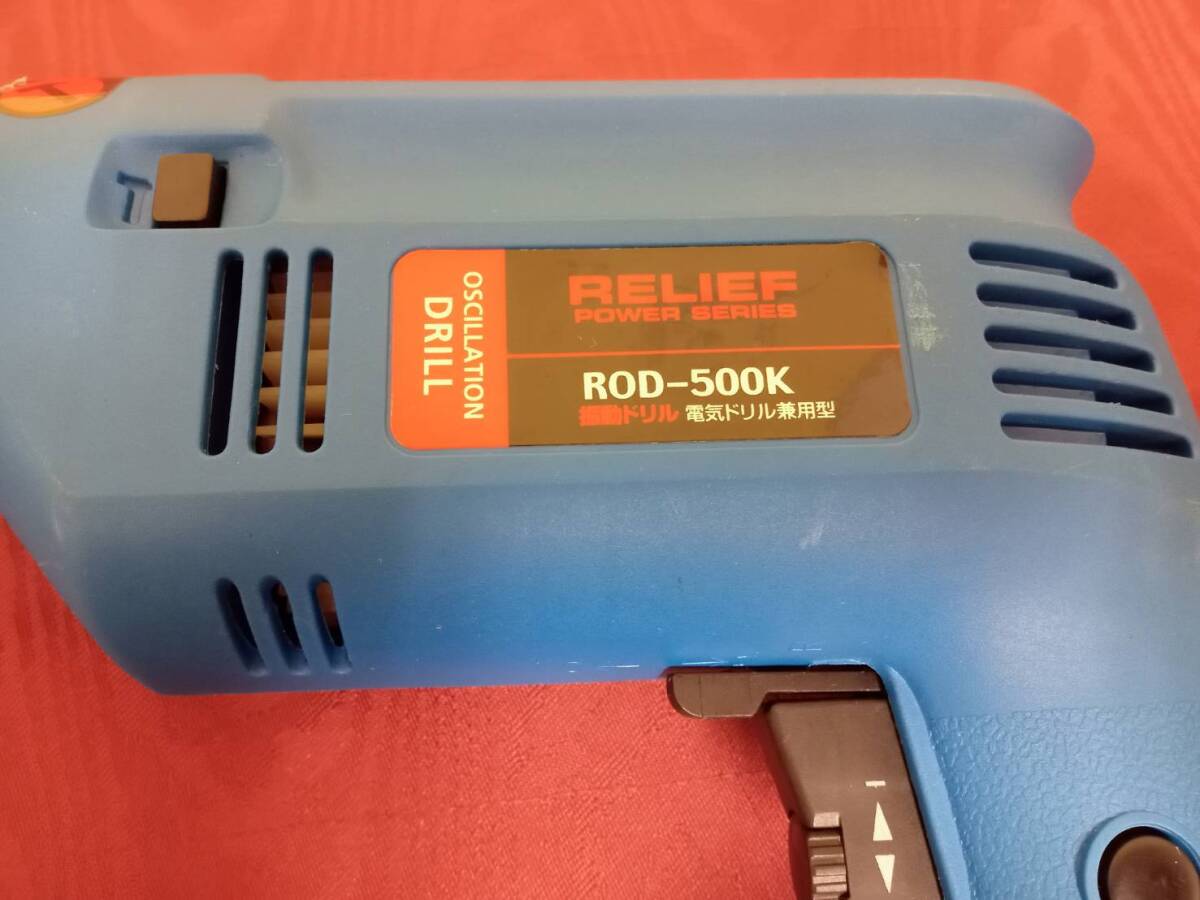 OSCILLATION
DRILL
RELIEF
POWER SERIES
ROD-500K
振動ドリル 電気ドリル兼用型